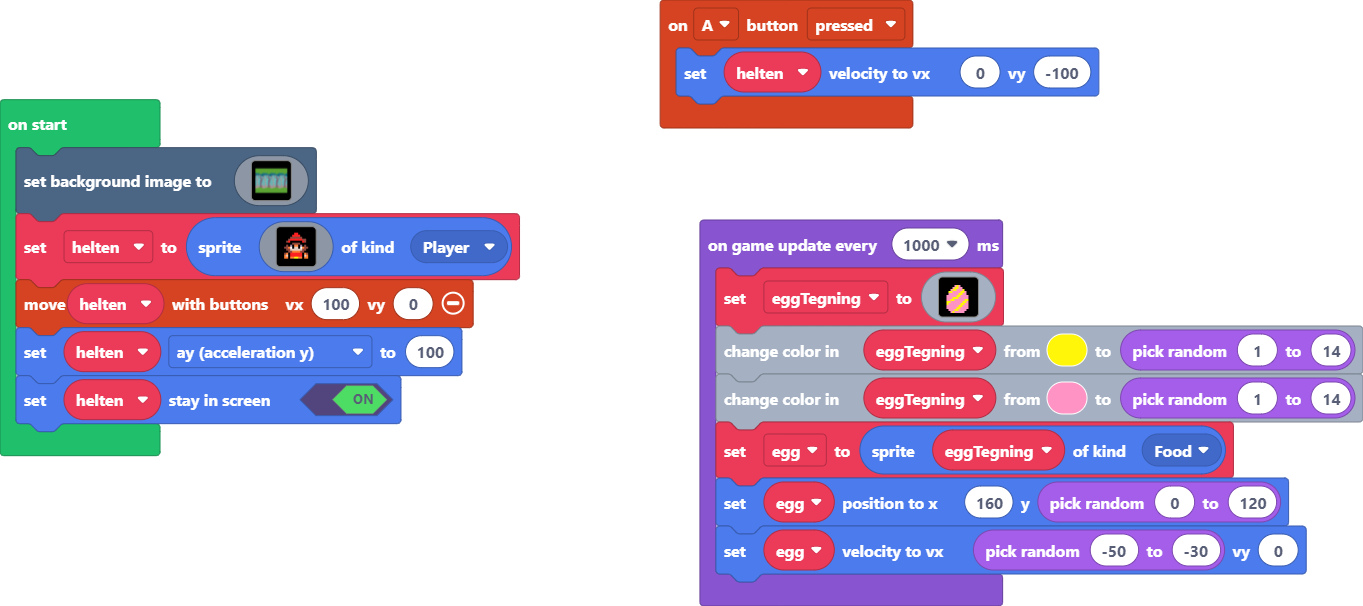 on start
set background image to
set helten to sprite of kind Player
move helten with buttons vx 100 vy 0
set helten ay (acceleration y) to 100
set helten stay in screen ON
on A button pressed
set helten velocity to vx 0 vy -100
on game update every 1000 ms
set eggTegning to
change color in eggTegning from to pick random 1 to 14
change color in eggTegning from to pick random 1 to 14
set egg to sprite eggTegning of kind Food
set egg position to x 160 y pick random 0 to 120
set egg velocity to vx pick random -50 to -30 vy 0